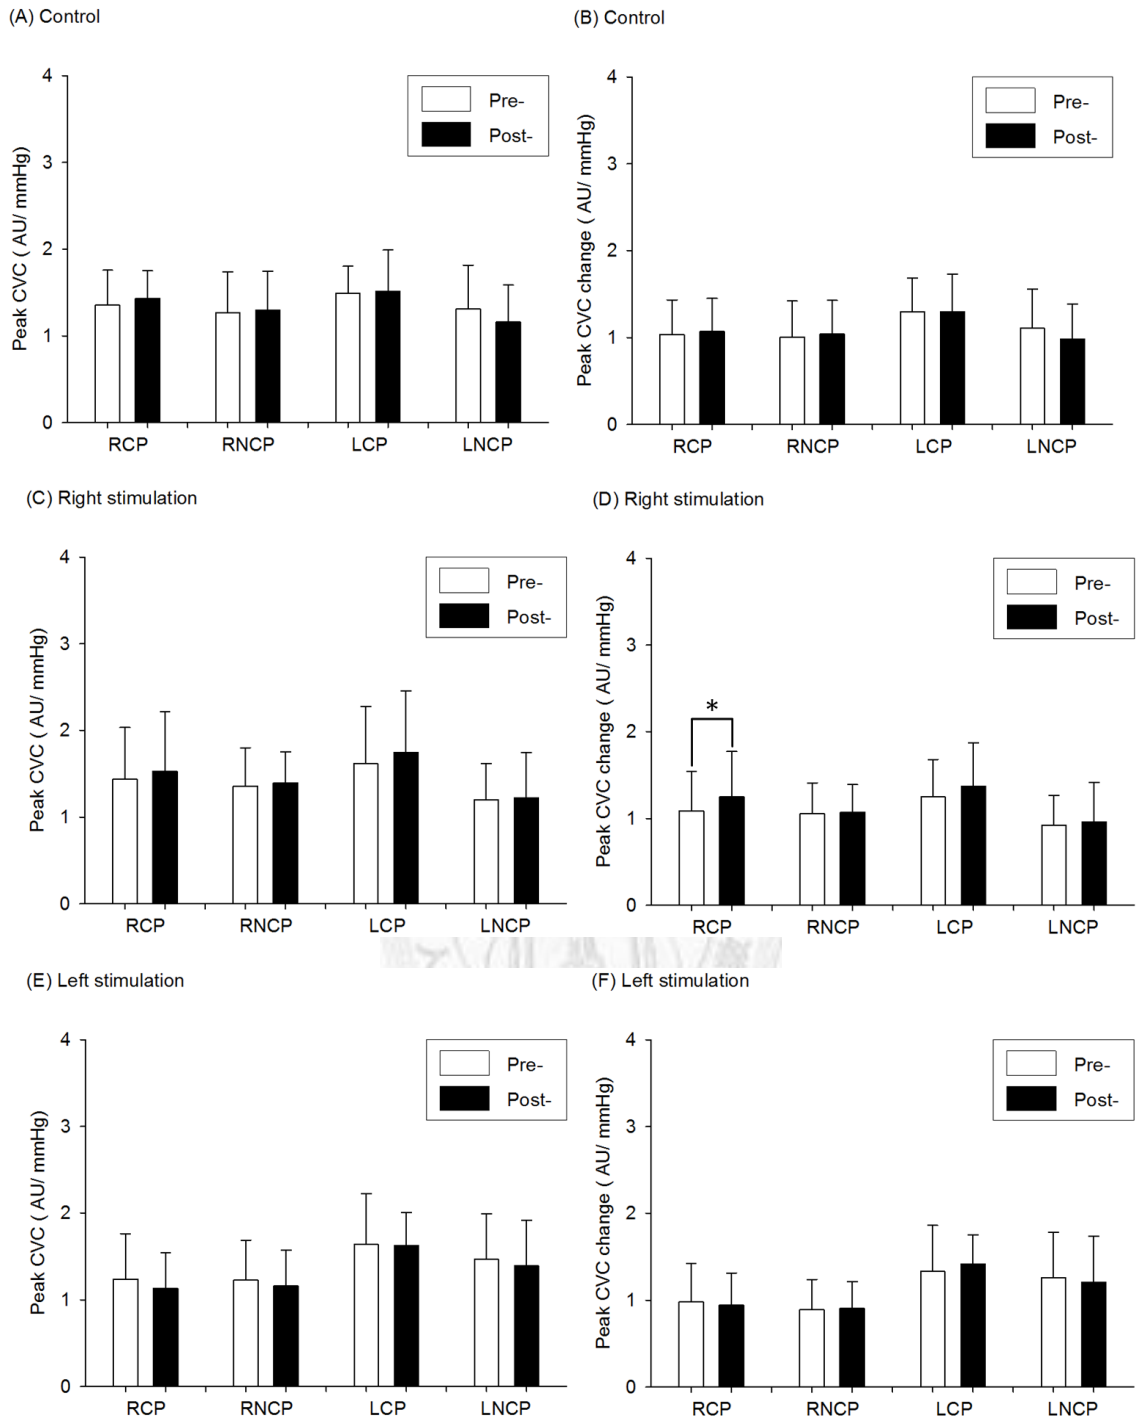 (A) Control
(B) Control
4
3
2
1
0
Peak CVC ( AU/ mmHg)
Pre-
Post-
RCP RNCP LCP LNCP
4
3
2
1
0
Peak CVC change ( AU/ mmHg)
Pre-
Post-
RCP RNCP LCP LNCP
(C) Right stimulation
(D) Right stimulation
4
3
2
1
0
Peak CVC ( AU/ mmHg)
Pre-
Post-
RCP RNCP LCP LNCP
4
3
2
1
0
Peak CVC change ( AU/ mmHg)
Pre-
Post-
*
RCP RNCP LCP LNCP
(E) Left stimulation
(F) Left stimulation
4
3
2
1
0
Peak CVC ( AU/ mmHg)
Pre-
Post-
RCP RNCP LCP LNCP
4
3
2
1
0
Peak CVC change ( AU/ mmHg)
Pre-
Post-
RCP RNCP LCP LNCP